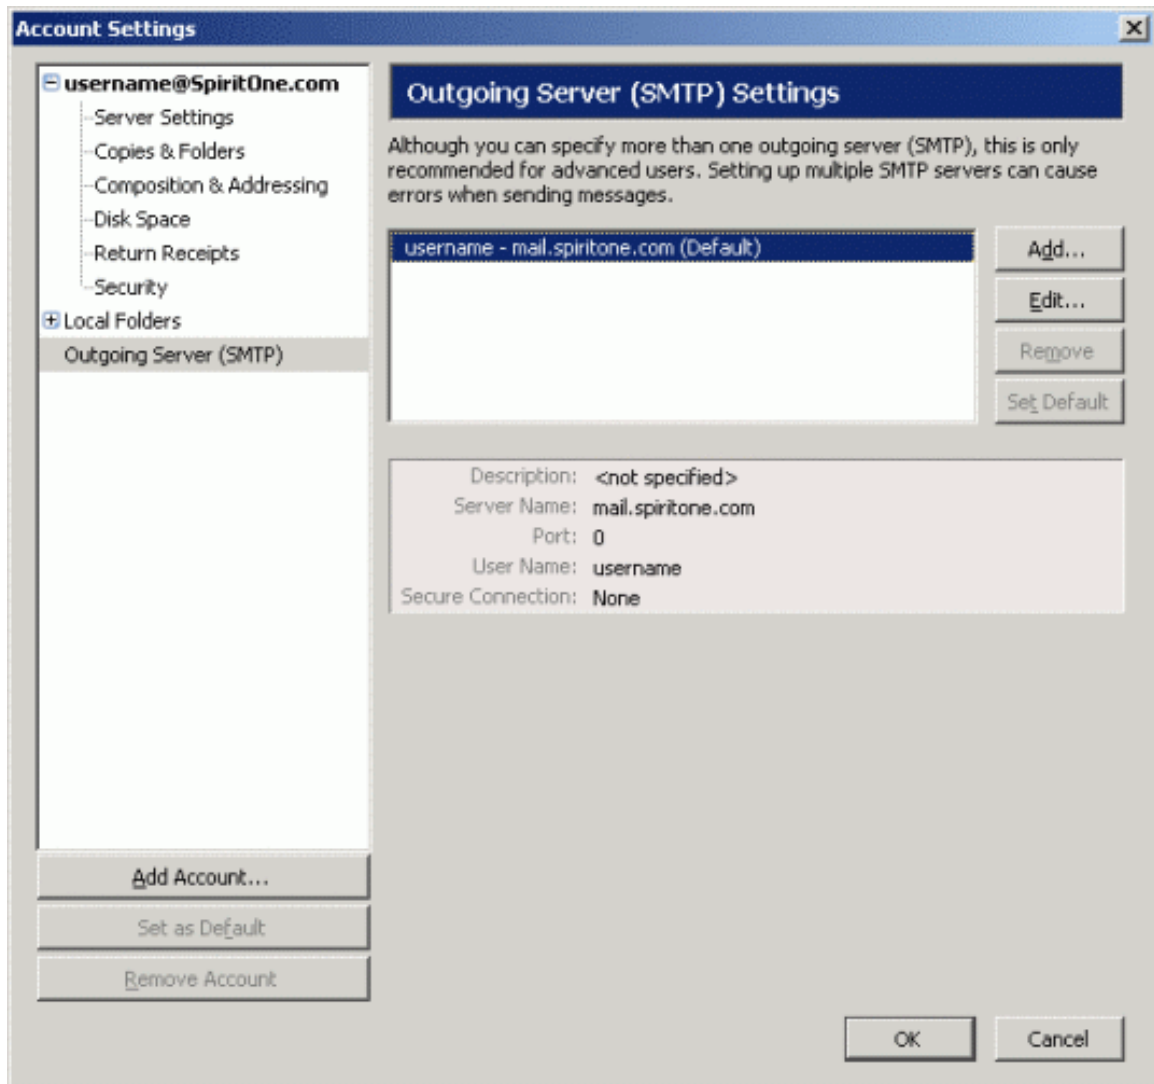 Account Settings
username@SpiritOne.com
Server Settings
Copies & Folders
Composition & Addressing
Disk Space
Return Receipts
Security
Local Folders
Outgoing Server (SMTP)
Add Account...
Set as Default
Remove Account
Outgoing Server (SMTP) Settings
Although you can specify more than one outgoing server (SMTP), this is only
recommended for advanced users. Setting up multiple SMTP servers can cause
errors when sending messages.
username - mail.spiritone.com (Default)
Add...
Edit...
Remove
Set Default
Description: <not specified>
Server Name: mail.spiritone.com
Port: 0
User Name: username
Secure Connection: None
OK
Cancel